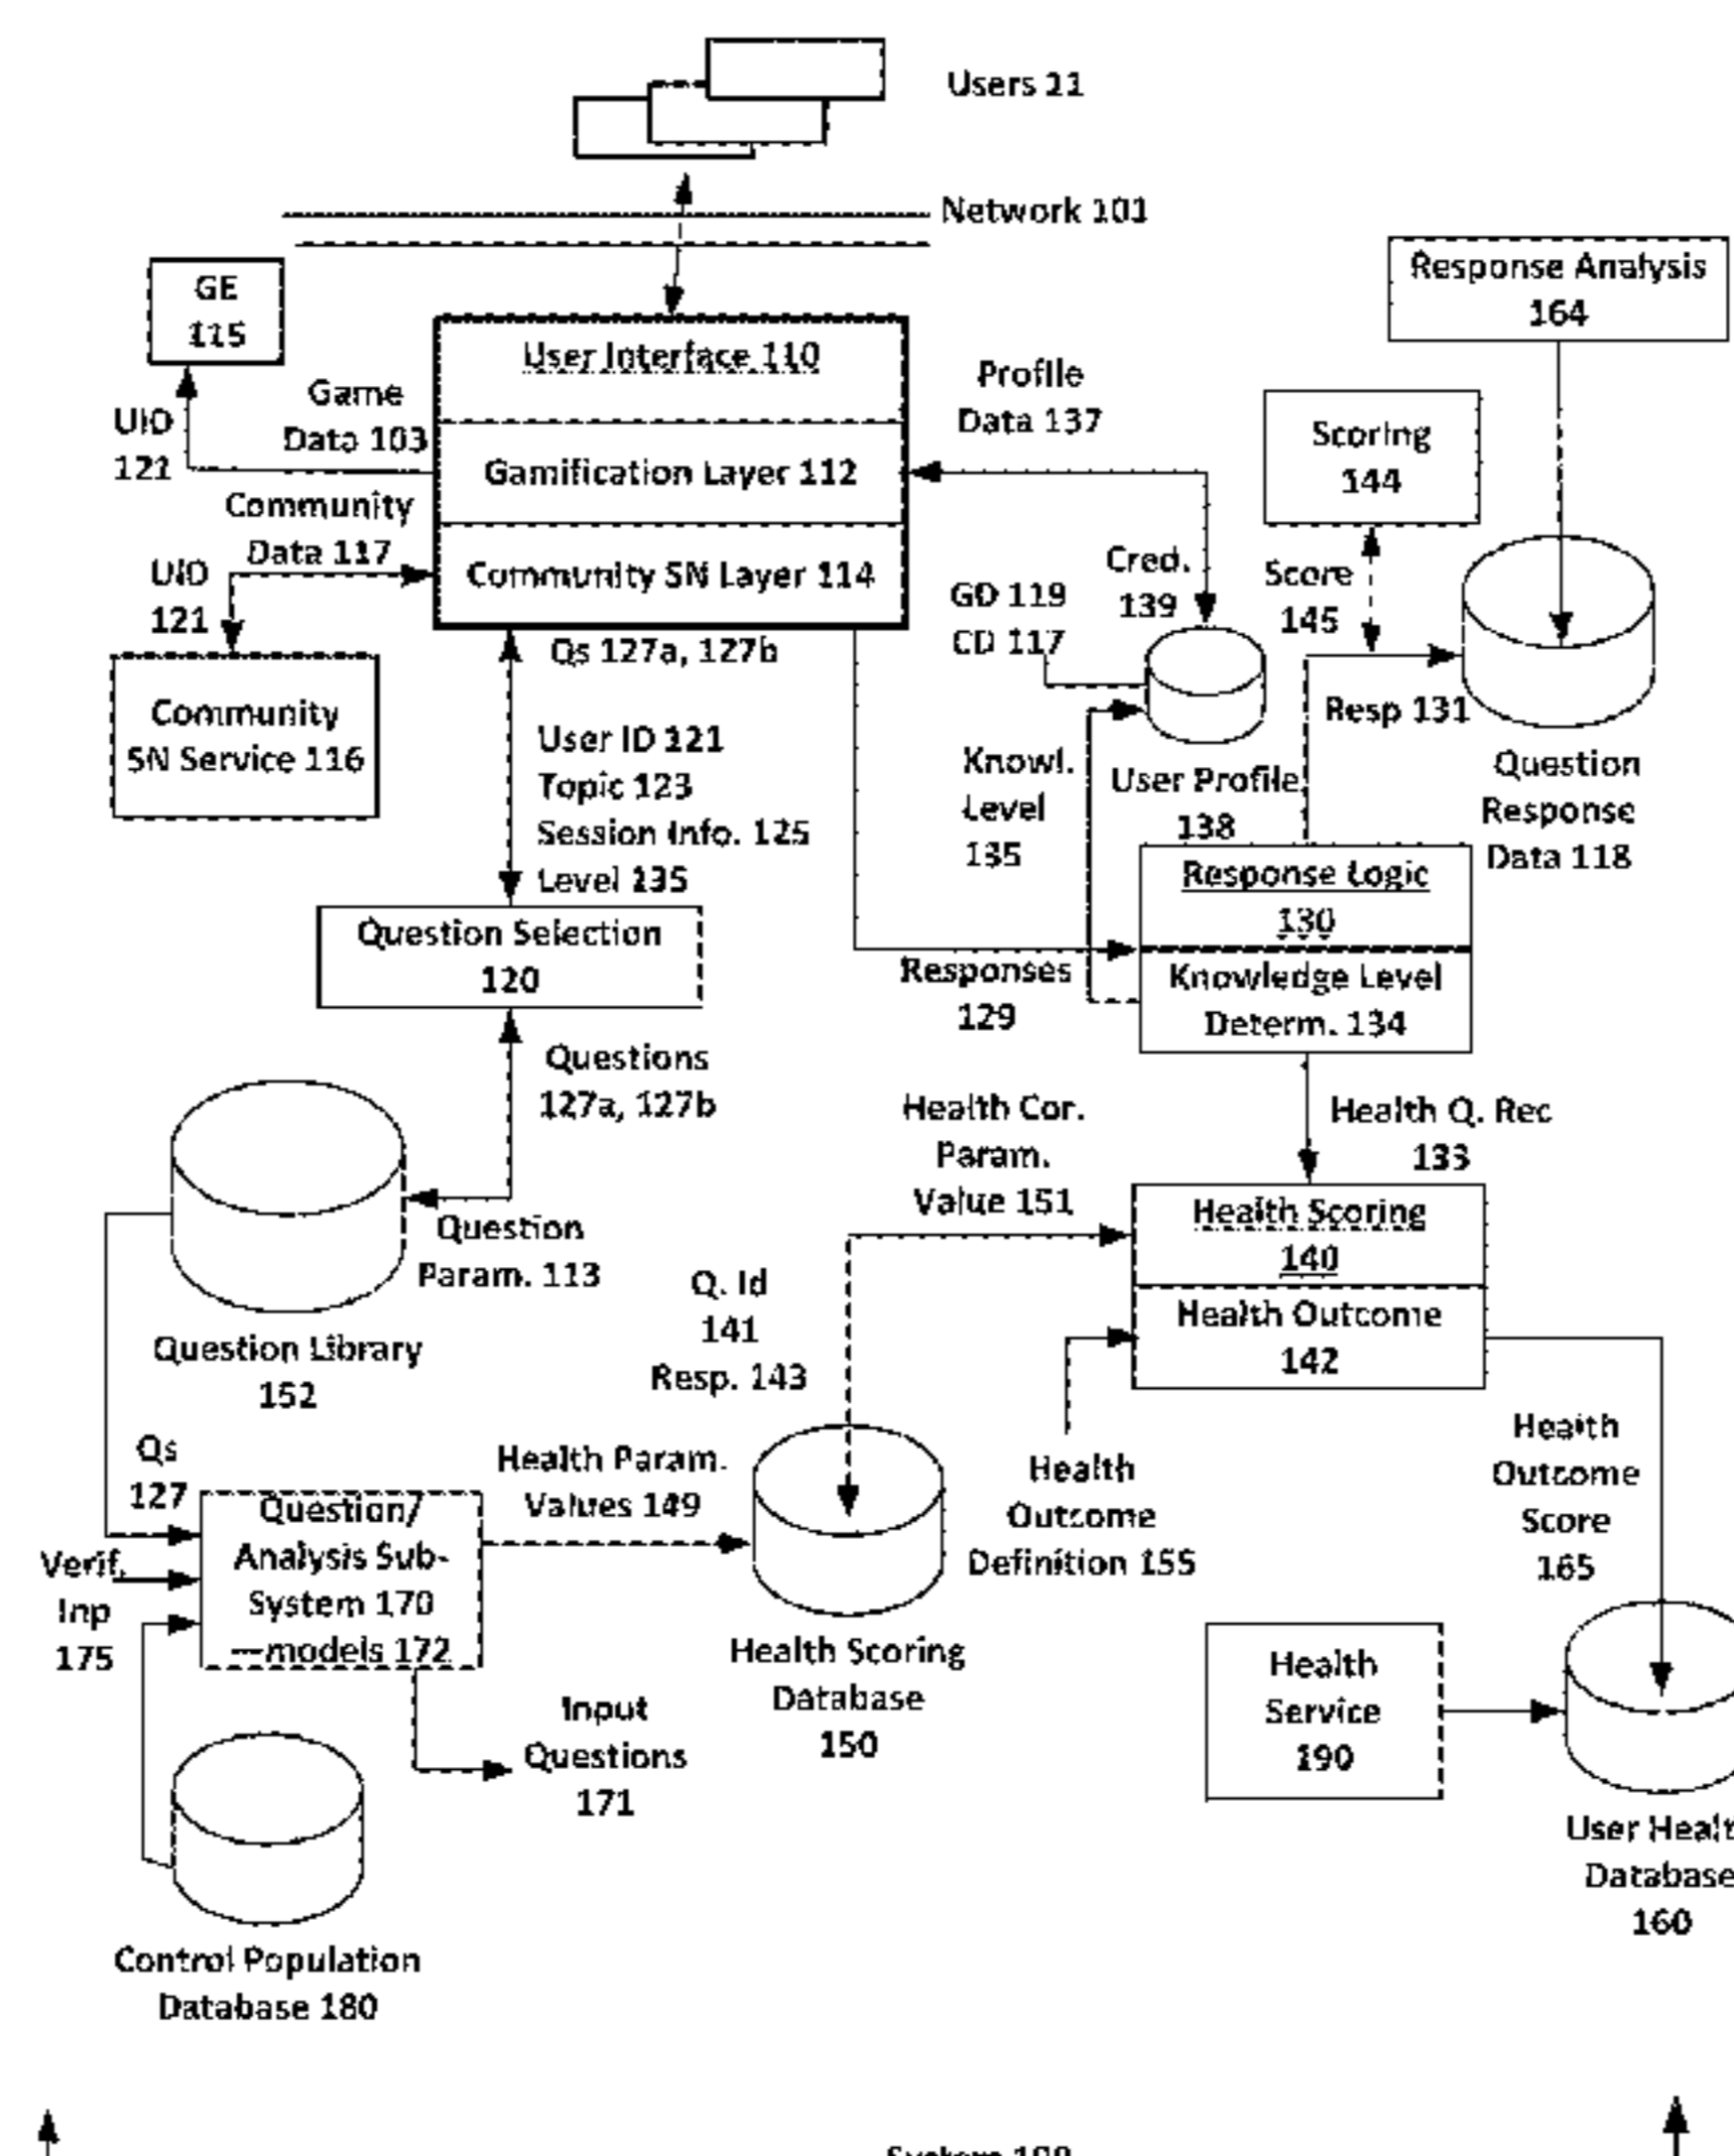 Users 11
Network 101
GE
115
Response Analysis
164
User Interface 110
Game
Data 103
UID
121
Profile
Data 137
Scoring
144
Gamification Layer 112
Community
Data 117
Community SN Layer 114
UID
121
Cred.
139
GD 119
CD 117
Score
145
Qs 127a, 127b
Community
SN Service 116
Resp 131
User ID 121
Topic 123
Session Info. 125
Level 135
Knowl.
Level
135
User Profile
138
Question
Response
Data 118
Response Logic
130
Question Selection
120
Responses
129
Knowledge Level
Determ. 134
Questions
127a, 127b
Health Cor.
Param.
Value 151
Health Q. Rec
133
Question
Param. 113
Health Scoring
140
Q. Id
141
Resp. 143
Health Outcome
142
Question Library
152
Qs
127
Health Param.
Values 149
Health
Outcome
Definition 155
Health
Outcome
Score
165
Verif.
Inp
175
Question/
Analysis Sub-
System 170
—models 172
Health Scoring
Database
150
Health
Service
190
Input
Questions
171
User Healt
Database
160
Control Population
Database 180